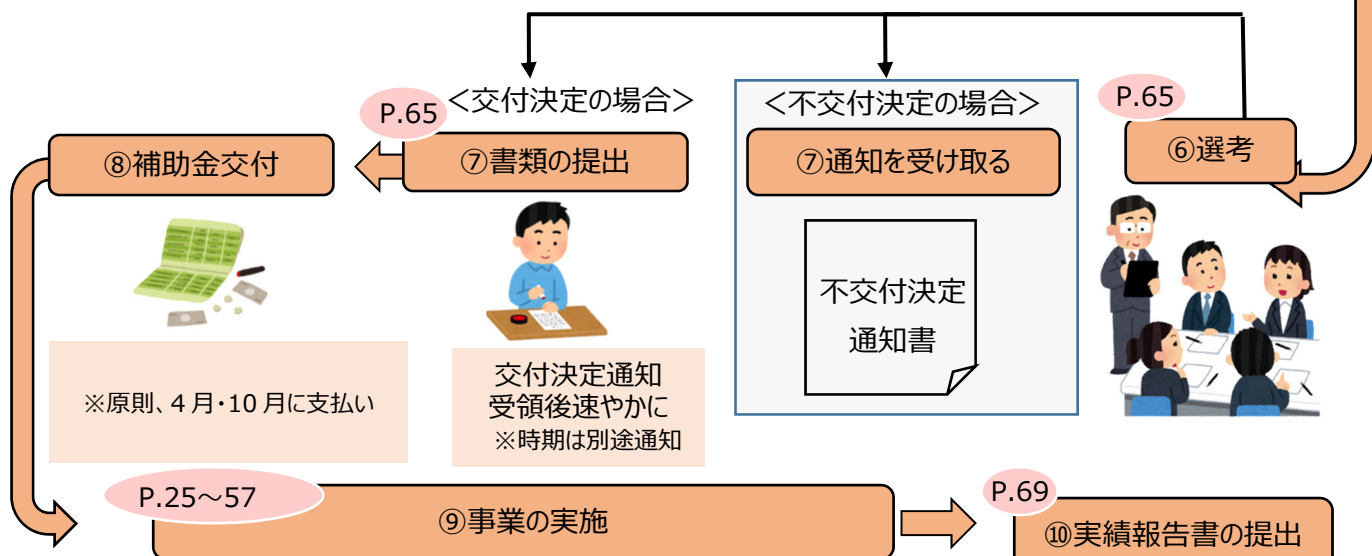 P.65
⑥選考
＜不交付決定の場合＞
⑦通知を受け取る
不交付決定
通知書
＜交付決定の場合＞
P.65
⑦書類の提出
交付決定通知
受領後速やかに
※時期は別途通知
⑧補助金交付
※原則、4月・10月に支払い
P.25～57
⑨事業の実施
P.69
⑩実績報告書の提出